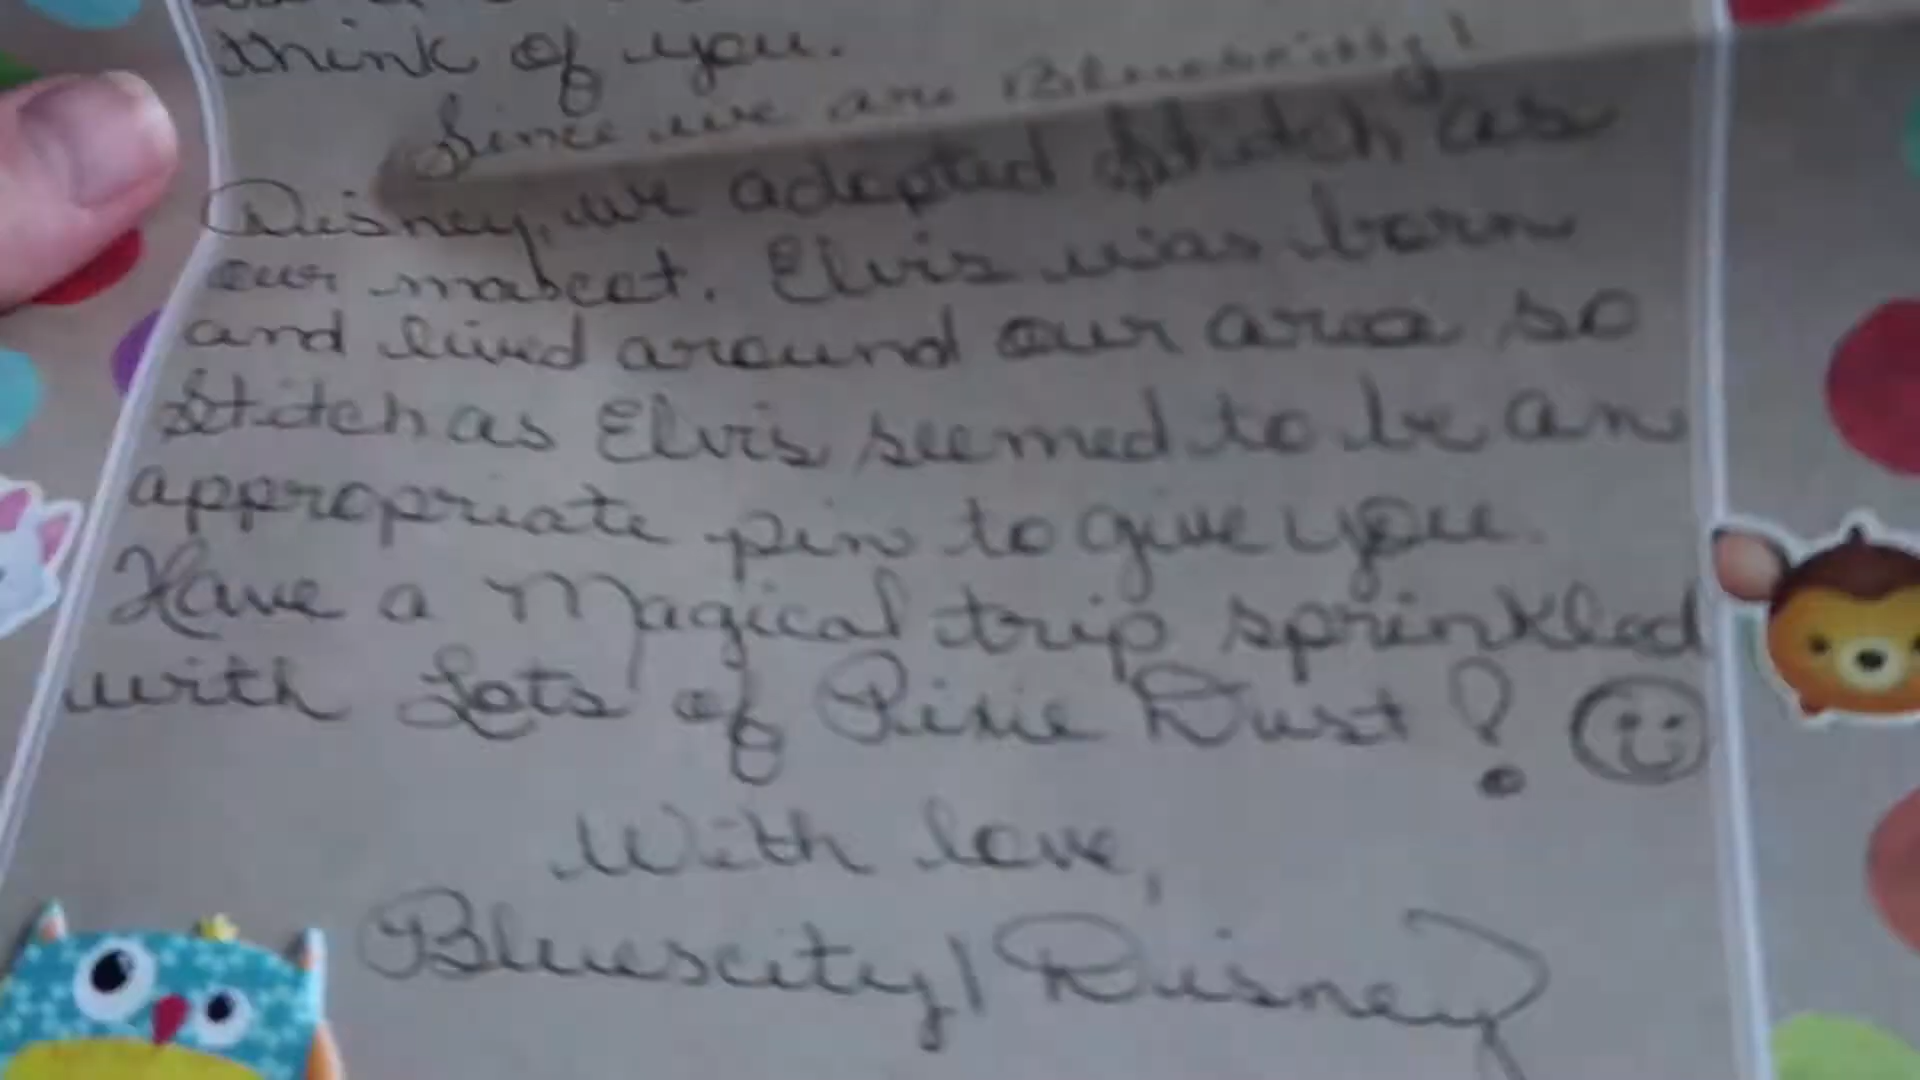 think of you.
Since we are Bluescity/
Disney, we adopted Stitch as
our mascot. Elvis was born
and lived around our area so
Stitch as Elvis seemed to be an
appropriate pin to give you.
Have a Magical trip sprinkled
with Lots of Pixie Dust!
With love,
Bluescity/Disney